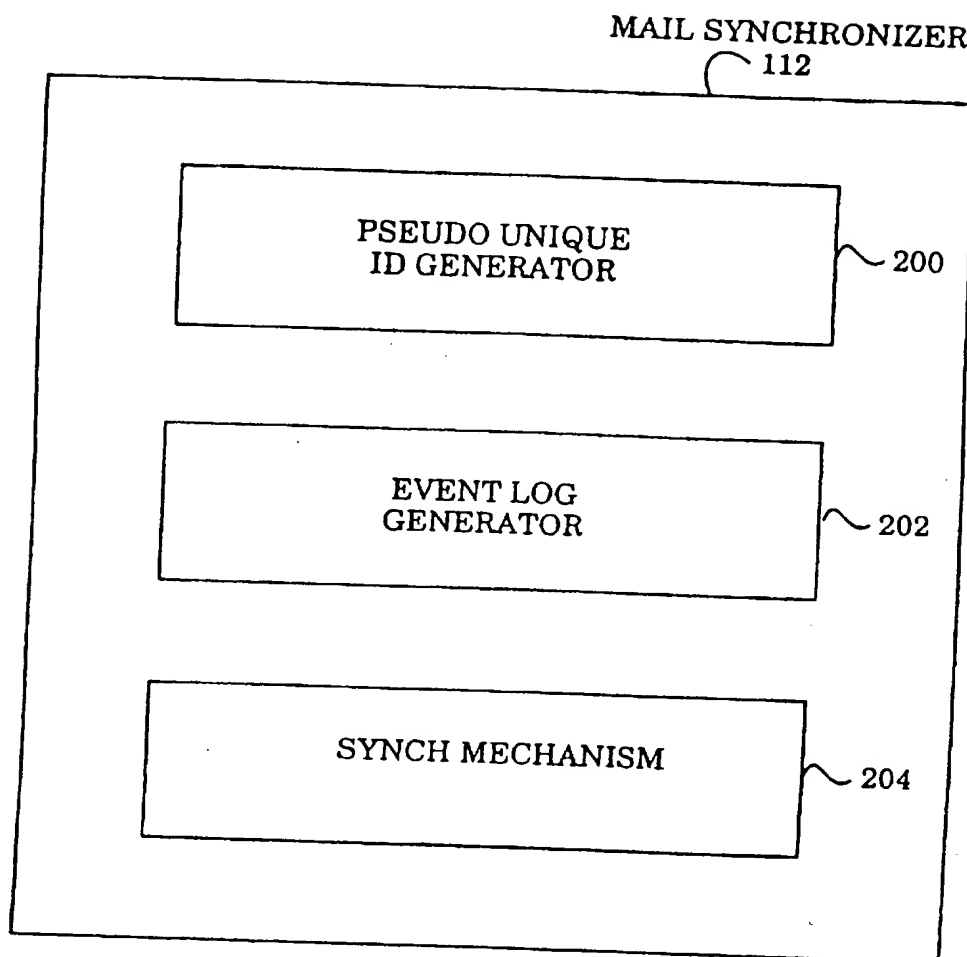 MAIL SYNCHRONIZER
112
PSEUDO UNIQUE
ID GENERATOR
200
EVENT LOG
GENERATOR
202
SYNCH MECHANISM
204